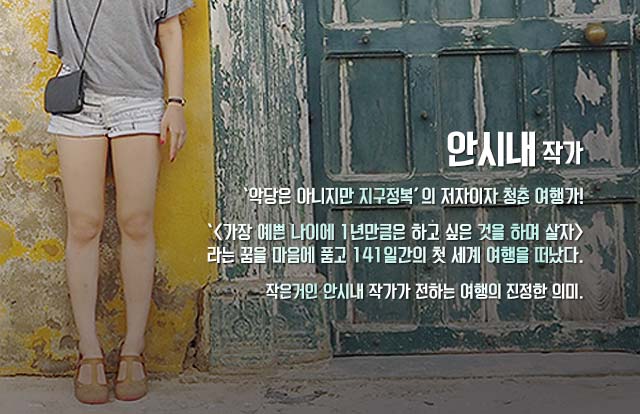 안시내 작가
‘악당은 아니지만 지구정복’의 저자이자 청춘 여행가!
‘<가장 예쁜 나이에 1년만큼은 하고 싶은 것을 하며 살자>
라는 꿈을 마음에 품고 141일간의 첫 세계 여행을 떠났다.
작은거인 안시내 작가가 전하는 여행의 진정한 의미.